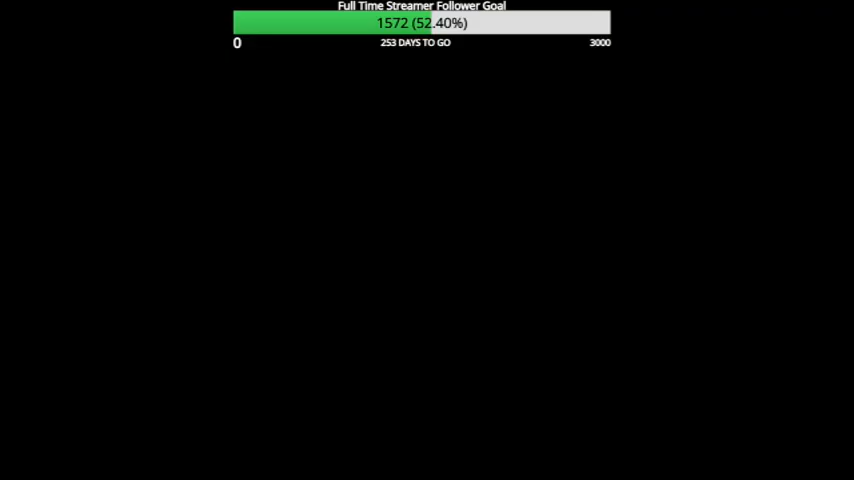 Full Time Streamer Follower Goal
1572 (52.40%)
0 253 DAYS TO GO 3000